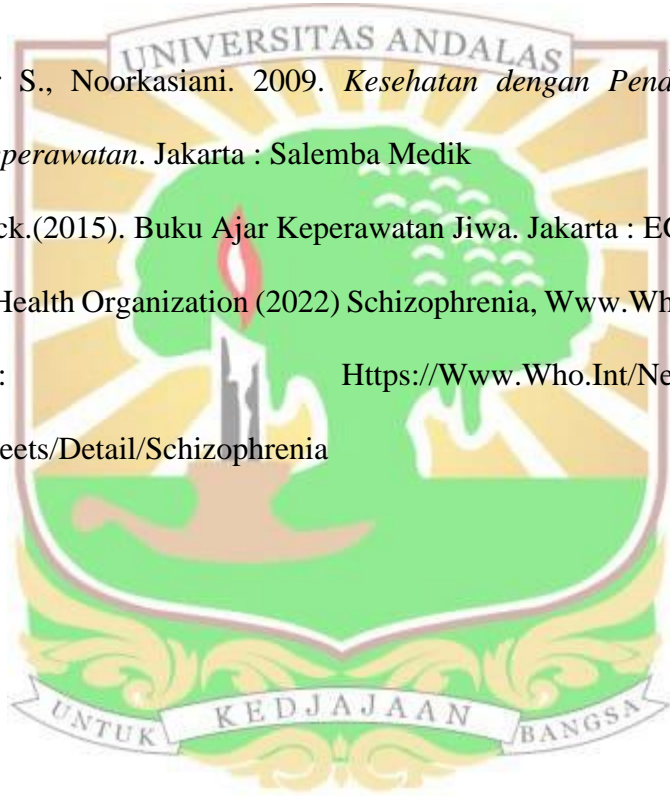 UNIVERSITAS ANDALAS
r S., Noorkasiani. 2009. Kesehatan dengan Pend
perawatan. Jakarta : Salemba Medik
ck.(2015). Buku Ajar Keperawatan Jiwa. Jakarta : EC
Health Organization (2022) Schizophrenia, Www.Wh
: Https://Www.Who.Int/Ne
eets/Detail/Schizophrenia
UNTUK KEDJAJAAN BANGSA